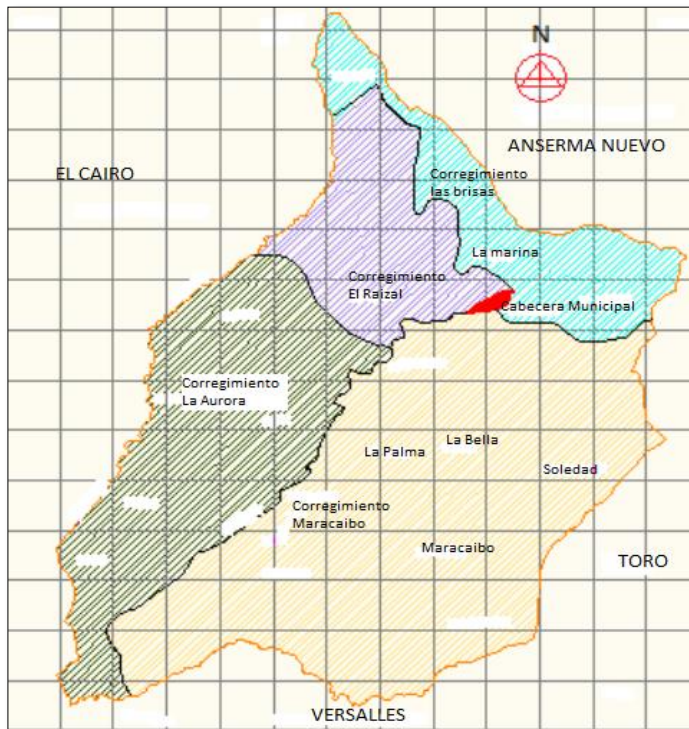 N
ANSERMA NUEVO
EL CAIRO
Corregimiento
las brisas
La marina
Corregimiento
El Raizal
Cabecera Municipal
Corregimiento
La Aurora
La Palma
La Bella
Soledad
Corregimiento
Maracaibo
Maracaibo
TORO
VERSALLES